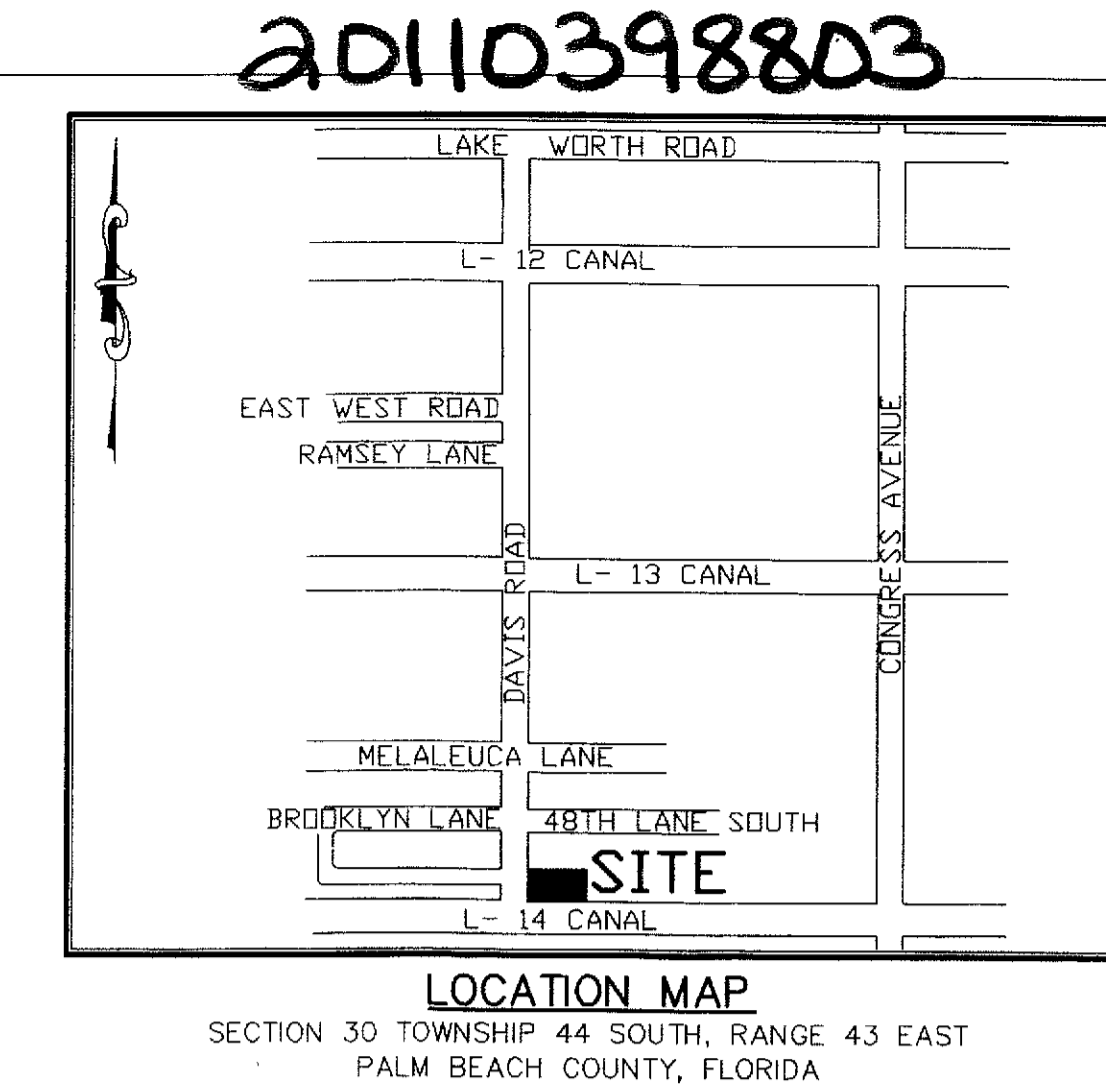 20110398803
LAKE WORTH ROAD
L- 12 CANAL
EAST WEST ROAD
RAMSEY LANE
CONGRESS AVENUE
DAVIS ROAD
L- 13 CANAL
MELALEUCA LANE
BROOKLYN LANE 48TH LANE SOUTH
SITE
L- 14 CANAL
LOCATION MAP
SECTION 30 TOWNSHIP 44 SOUTH, RANGE 43 EAST
PALM BEACH COUNTY, FLORIDA